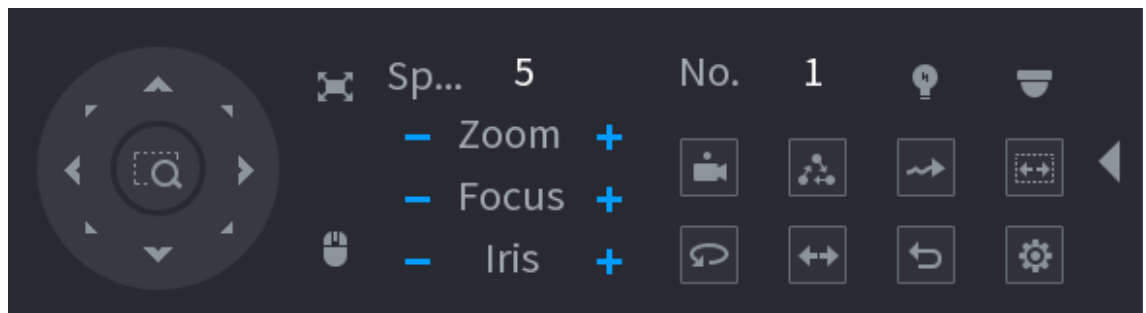 Sp... 5 No. 1
− Zoom +
− Focus +
− Iris +